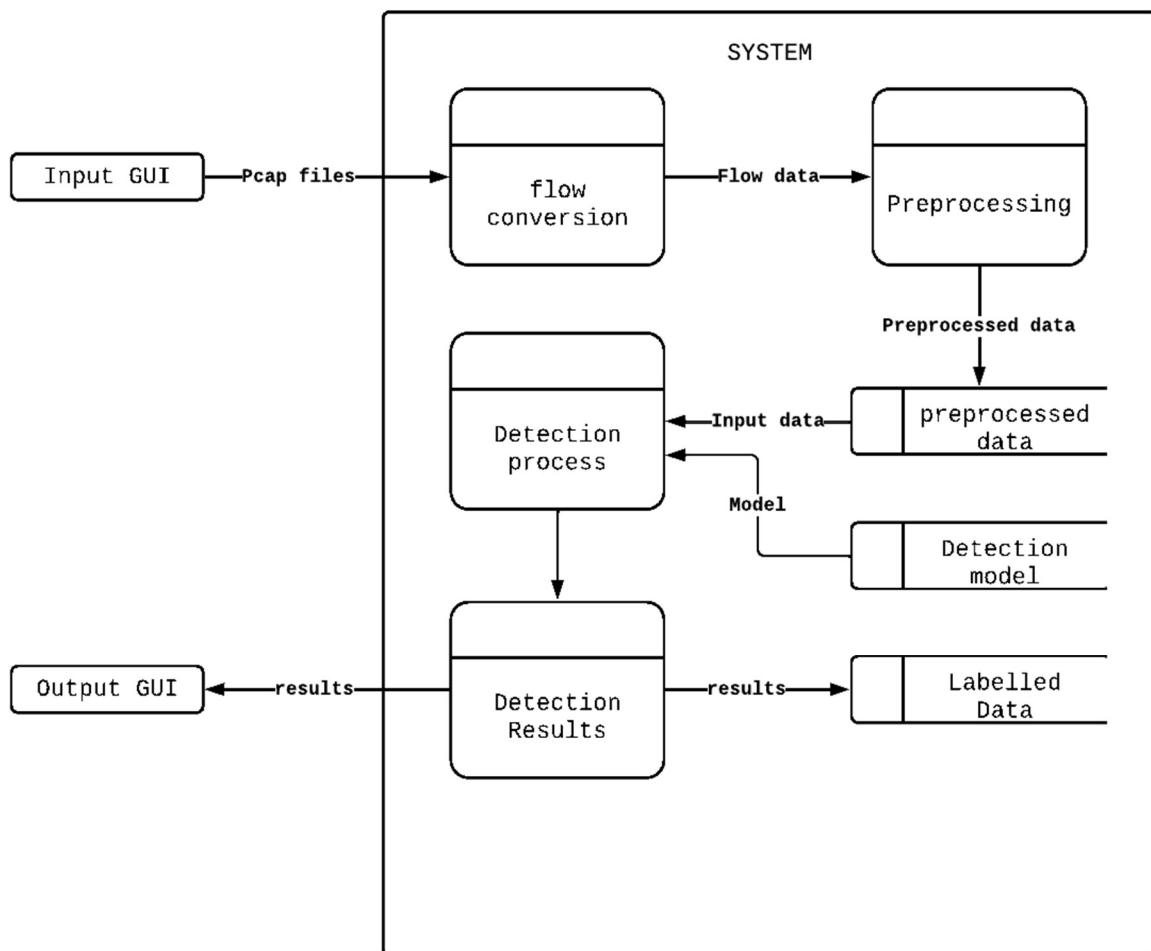 SYSTEM
Input GUI
Pcap files
flow
conversion
Flow data
Preprocessing
Preprocessed data
Detection
process
Input data
preprocessed
data
Model
Detection
model
Output GUI
results
Detection
Results
results
Labelled
Data